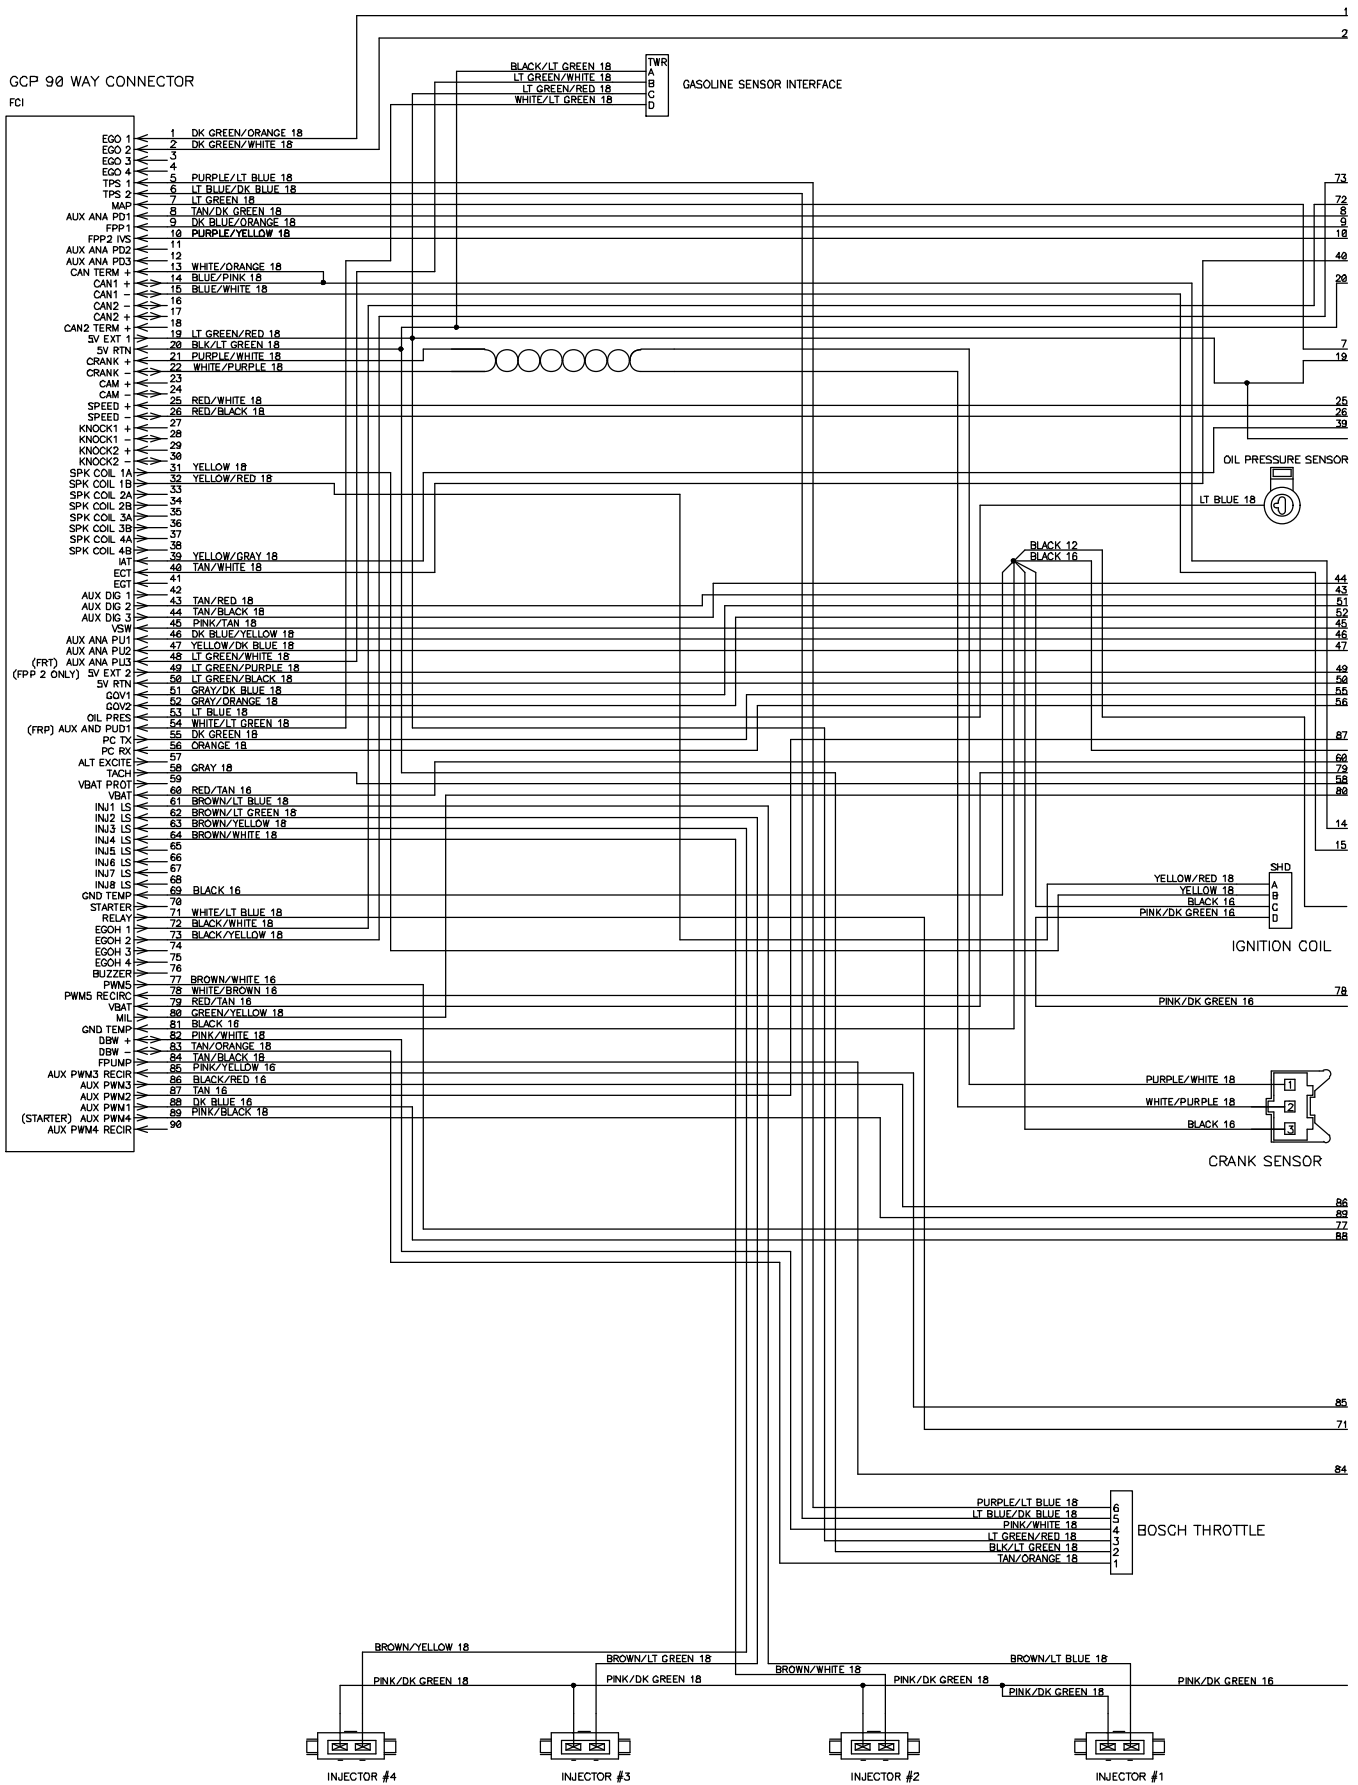 1
2
GCP 90 WAY CONNECTOR
FCI
BLACK/LT GREEN 18
LT GREEN/WHITE 18
LT GREEN/RED 18
WHITE/LT GREEN 18
TWR
A
B
C
D
GASOLINE SENSOR INTERFACE
EGO 1 1 DK GREEN/ORANGE 18
EGO 2 2 DK GREEN/WHITE 18
EGO 3 3
EGO 4 4
TPS 1 5 PURPLE/LT BLUE 18
TPS 2 6 LT BLUE/DK BLUE 18
MAP 7 LT GREEN 18
AUX ANA PD1 8 TAN/DK GREEN 18
FPP1 9 DK BLUE/ORANGE 18
FPP2 IVS 10 PURPLE/YELLOW 18
AUX ANA PD2 11
AUX ANA PD3 12
CAN TERM + 13 WHITE/ORANGE 18
CAN1 + 14 BLUE/PINK 18
CAN1 - 15 BLUE/WHITE 18
CAN2 - 16
CAN2 + 17
CAN2 TERM + 18
5V EXT 1 19 LT GREEN/RED 18
5V RTN 20 BLK/LT GREEN 18
CRANK + 21 PURPLE/WHITE 18
CRANK - 22 WHITE/PURPLE 18
CAM + 23
CAM - 24
SPEED + 25 RED/WHITE 18
SPEED - 26 RED/BLACK 18
KNOCK1 + 27
KNOCK1 - 28
KNOCK2 + 29
KNOCK2 - 30
SPK COIL 1A 31 YELLOW 18
SPK COIL 1B 32 YELLOW/RED 18
SPK COIL 2A 33
SPK COIL 2B 34
SPK COIL 3A 35
SPK COIL 3B 36
SPK COIL 4A 37
SPK COIL 4B 38
IAT 39 YELLOW/GRAY 18
ECT 40 TAN/WHITE 18
EGT 41
AUX DIG 1 42
AUX DIG 2 43 TAN/RED 18
AUX DIG 3 44 TAN/BLACK 18
VSW 45 PINK/TAN 18
AUX ANA PU1 46 DK BLUE/YELLOW 18
AUX ANA PU2 47 YELLOW/DK BLUE 18
(FRT) AUX ANA PU3 48 LT GREEN/WHITE 18
(FPP 2 ONLY) 5V EXT 2 49 LT GREEN/PURPLE 18
5V RTN 50 LT GREEN/BLACK 18
GOV1 51 GRAY/DK BLUE 18
GOV2 52 GRAY/ORANGE 18
OIL PRES 53 LT BLUE 18
(FRP) AUX AND PUD1 54 WHITE/LT GREEN 18
PC TX 55 DK GREEN 18
PC RX 56 ORANGE 18
ALT EXCITE 57
TACH 58 GRAY 18
VBAT PROT 59
VBAT 60 RED/TAN 16
INJ1 LS 61 BROWN/LT BLUE 18
INJ2 LS 62 BROWN/LT GREEN 18
INJ3 LS 63 BROWN/YELLOW 18
INJ4 LS 64 BROWN/WHITE 18
INJ5 LS 65
INJ6 LS 66
INJ7 LS 67
INJ8 LS 68
GND TEMP 69 BLACK 16
STARTER 70
RELAY 71 WHITE/LT BLUE 18
EGOH 1 72 BLACK/WHITE 18
EGOH 2 73 BLACK/YELLOW 18
EGOH 3 74
EGOH 4 75
BUZZER 76
PWM5 77 BROWN/WHITE 16
PWM5 RECIRC 78 WHITE/BROWN 16
VBAT 79 RED/TAN 16
MIL 80 GREEN/YELLOW 18
GND TEMP 81 BLACK 16
DBW + 82 PINK/WHITE 18
DBW - 83 TAN/ORANGE 18
FPUMP 84 TAN/BLACK 18
AUX PWM3 RECIR 85 PINK/YELLOW 16
AUX PWM3 86 BLACK/RED 16
AUX PWM2 87 TAN 16
AUX PWM1 88 DK BLUE 16
(STARTER) AUX PWM4 89 PINK/BLACK 18
AUX PWM4 RECIR 90
73
72
8
9
10
40
20
7
19
25
26
39
OIL PRESSURE SENSOR
LT BLUE 18
BLACK 12
BLACK 16
44
43
51
52
45
46
47
49
50
55
56
87
60
79
58
80
14
15
YELLOW/RED 18
YELLOW 18
BLACK 16
PINK/DK GREEN 16
SHD
A
B
C
D
IGNITION COIL
78
PINK/DK GREEN 16
PURPLE/WHITE 18 1
WHITE/PURPLE 18 2
BLACK 16 3
CRANK SENSOR
86
89
77
88
85
71
84
PURPLE/LT BLUE 18 6
LT BLUE/DK BLUE 18 5
PINK/WHITE 18 4
LT GREEN/RED 18 3
BLK/LT GREEN 18 2
TAN/ORANGE 18 1
BOSCH THROTTLE
BROWN/YELLOW 18
BROWN/LT GREEN 18
BROWN/WHITE 18
BROWN/LT BLUE 18
PINK/DK GREEN 18
PINK/DK GREEN 18
PINK/DK GREEN 18
PINK/DK GREEN 18
PINK/DK GREEN 16
INJECTOR #4
INJECTOR #3
INJECTOR #2
INJECTOR #1